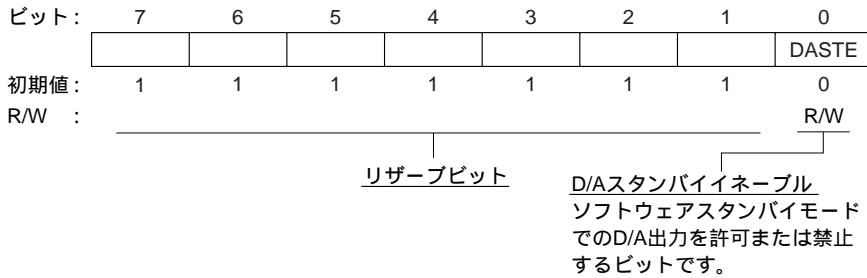 ビット： 7 6 5 4 3 2 1 0
DASTE
初期値： 1 1 1 1 1 1 1 0
R/W ： R/W
リザーブビット
D/Aスタンバイイネーブル
ソフトウェアスタンバイモード
でのD/A出力を許可または禁止
するビットです。